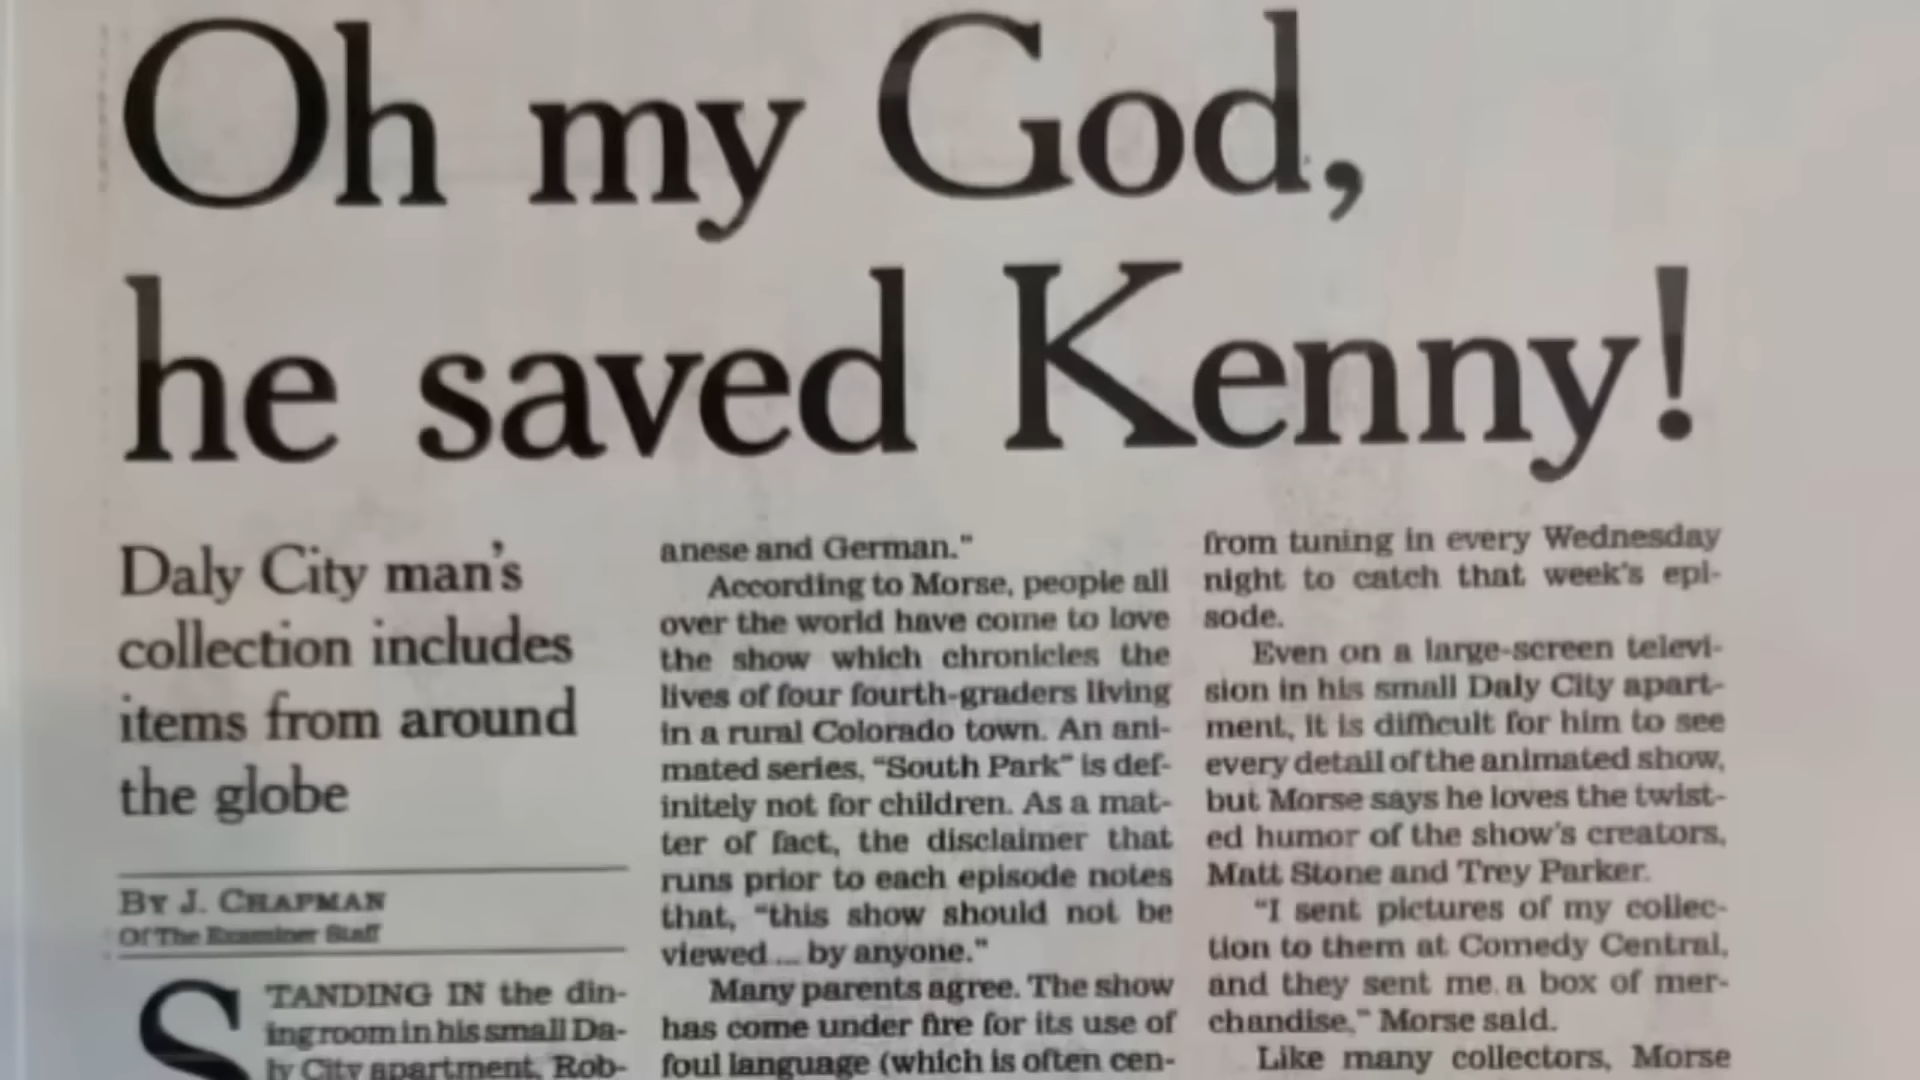 Oh my God,
he saved Kenny!
Daly City man's
collection includes
items from around
the globe
BY J. CHAPMAN
Of The Examiner Staff
STANDING IN the din-
ing room in his small Da-
ly City apartment, Rob-
anese and German."
According to Morse, people all
over the world have come to love
the show which chronicles the
lives of four fourth-graders living
in a rural Colorado town. An ani-
mated series, "South Park" is def-
initely not for children. As a mat-
ter of fact, the disclaimer that
runs prior to each episode notes
that, "this show should not be
viewed ... by anyone."
Many parents agree. The show
has come under fire for its use of
foul language (which is often cen-
from tuning in every Wednesday
night to catch that week's epi-
sode.
Even on a large-screen televi-
sion in his small Daly City apart-
ment, it is difficult for him to see
every detail of the animated show,
but Morse says he loves the twist-
ed humor of the show's creators,
Matt Stone and Trey Parker.
"I sent pictures of my collec-
tion to them at Comedy Central,
and they sent me a box of mer-
chandise," Morse said.
Like many collectors, Morse